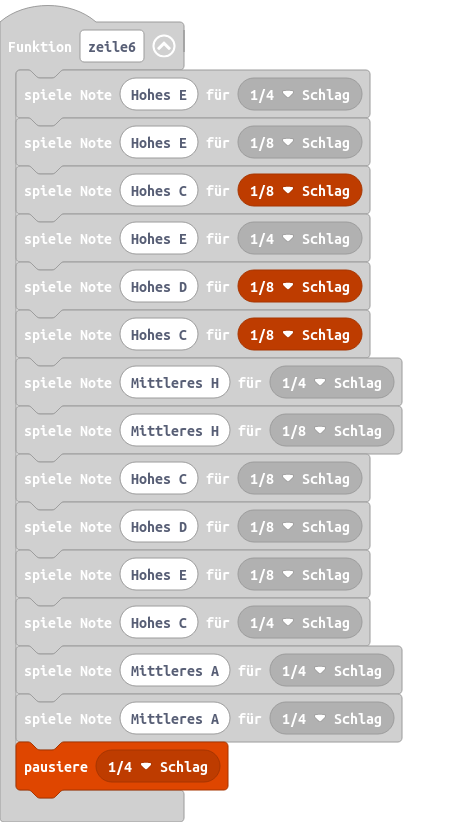 Funktion zeile6
spiele Note Hohes E für 1/4 Schlag
spiele Note Hohes E für 1/8 Schlag
spiele Note Hohes C für 1/8 Schlag
spiele Note Hohes E für 1/4 Schlag
spiele Note Hohes D für 1/8 Schlag
spiele Note Hohes C für 1/8 Schlag
spiele Note Mittleres H für 1/4 Schlag
spiele Note Mittleres H für 1/8 Schlag
spiele Note Hohes C für 1/8 Schlag
spiele Note Hohes D für 1/8 Schlag
spiele Note Hohes E für 1/8 Schlag
spiele Note Hohes C für 1/4 Schlag
spiele Note Mittleres A für 1/4 Schlag
spiele Note Mittleres A für 1/4 Schlag
pausiere 1/4 Schlag